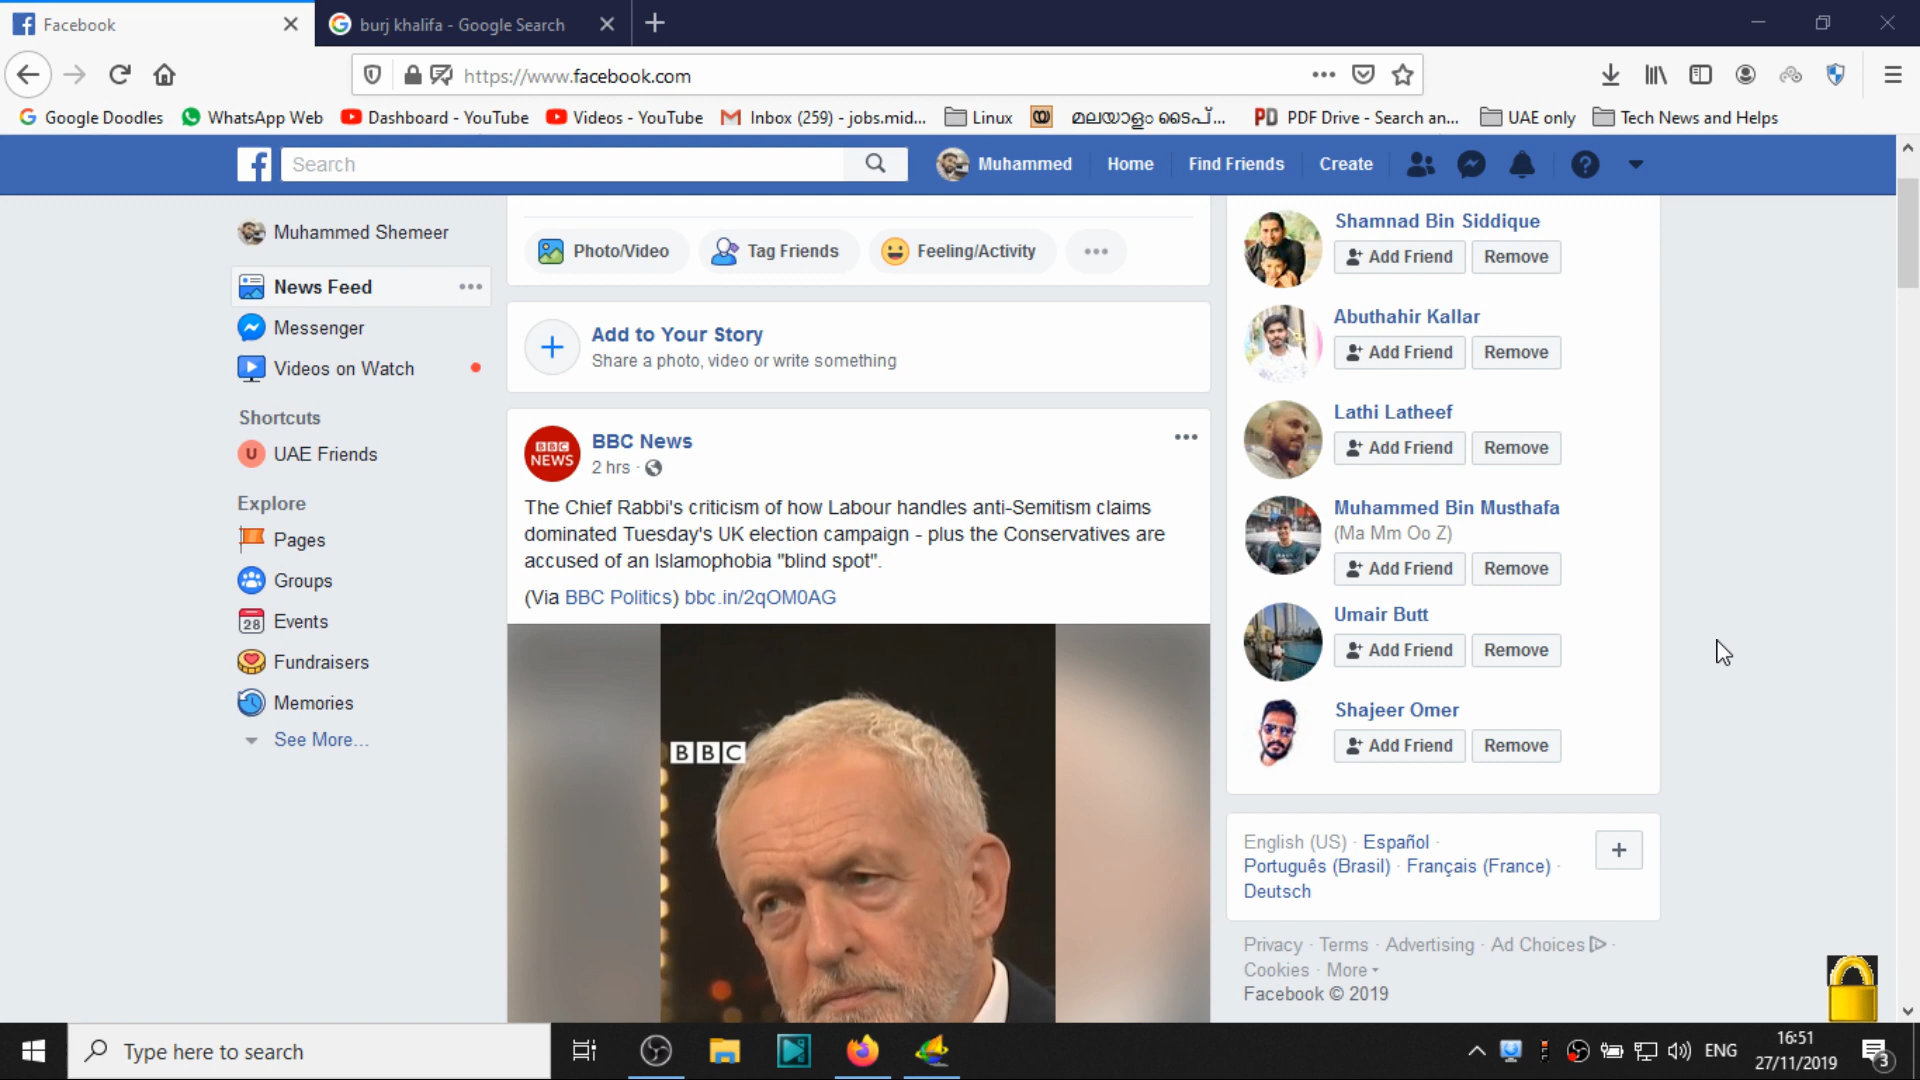 Facebook
burj khalifa - Google Search
https://www.facebook.com
Google Doodles
WhatsApp Web
Dashboard - YouTube
Videos - YouTube
Inbox (259) - jobs.mid...
Linux
മലയാളം ടൈപ്...
PDF Drive - Search an...
UAE only
Tech News and Helps
Search
Muhammed
Home
Find Friends
Create
Muhammed Shemeer
News Feed
Messenger
Videos on Watch
Shortcuts
U
UAE Friends
Explore
Pages
Groups
28
Events
Fundraisers
Memories
See More...
Photo/Video
Tag Friends
Feeling/Activity
Add to Your Story
Share a photo, video or write something
BBC
NEWS
BBC News
2 hrs ·
The Chief Rabbi's criticism of how Labour handles anti-Semitism claims
dominated Tuesday's UK election campaign - plus the Conservatives are
accused of an Islamophobia "blind spot".
(Via BBC Politics) bbc.in/2qOM0AG
BBC
Shamnad Bin Siddique
Add Friend
Remove
Abuthahir Kallar
Add Friend
Remove
Lathi Latheef
Add Friend
Remove
Muhammed Bin Musthafa
(Ma Mm Oo Z)
Add Friend
Remove
Umair Butt
Add Friend
Remove
Shajeer Omer
Add Friend
Remove
English (US) · Español ·
Português (Brasil) · Français (France) ·
Deutsch
Privacy · Terms · Advertising · Ad Choices ·
Cookies · More
Facebook © 2019
Type here to search
ENG
16:51
27/11/2019
3